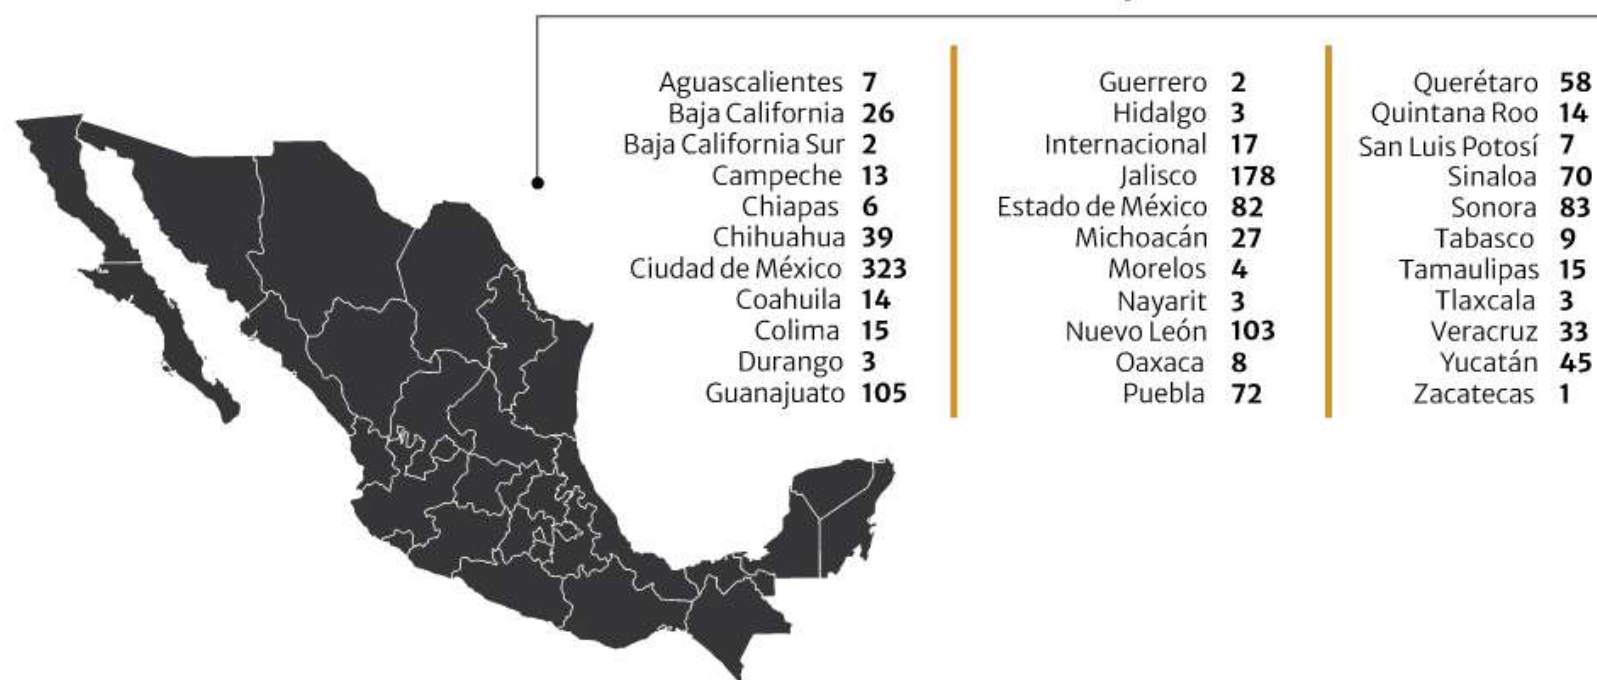 Aguascalientes 7
Baja California 26
Baja California Sur 2
Campeche 13
Chiapas 6
Chihuahua 39
Ciudad de México 323
Coahuila 14
Colima 15
Durango 3
Guanajuato 105
Guerrero 2
Hidalgo 3
Internacional 17
Jalisco 178
Estado de México 82
Michoacán 27
Morelos 4
Nayarit 3
Nuevo León 103
Oaxaca 8
Puebla 72
Querétaro 58
Quintana Roo 14
San Luis Potosí 7
Sinaloa 70
Sonora 83
Tabasco 9
Tamaulipas 15
Tlaxcala 3
Veracruz 33
Yucatán 45
Zacatecas 1